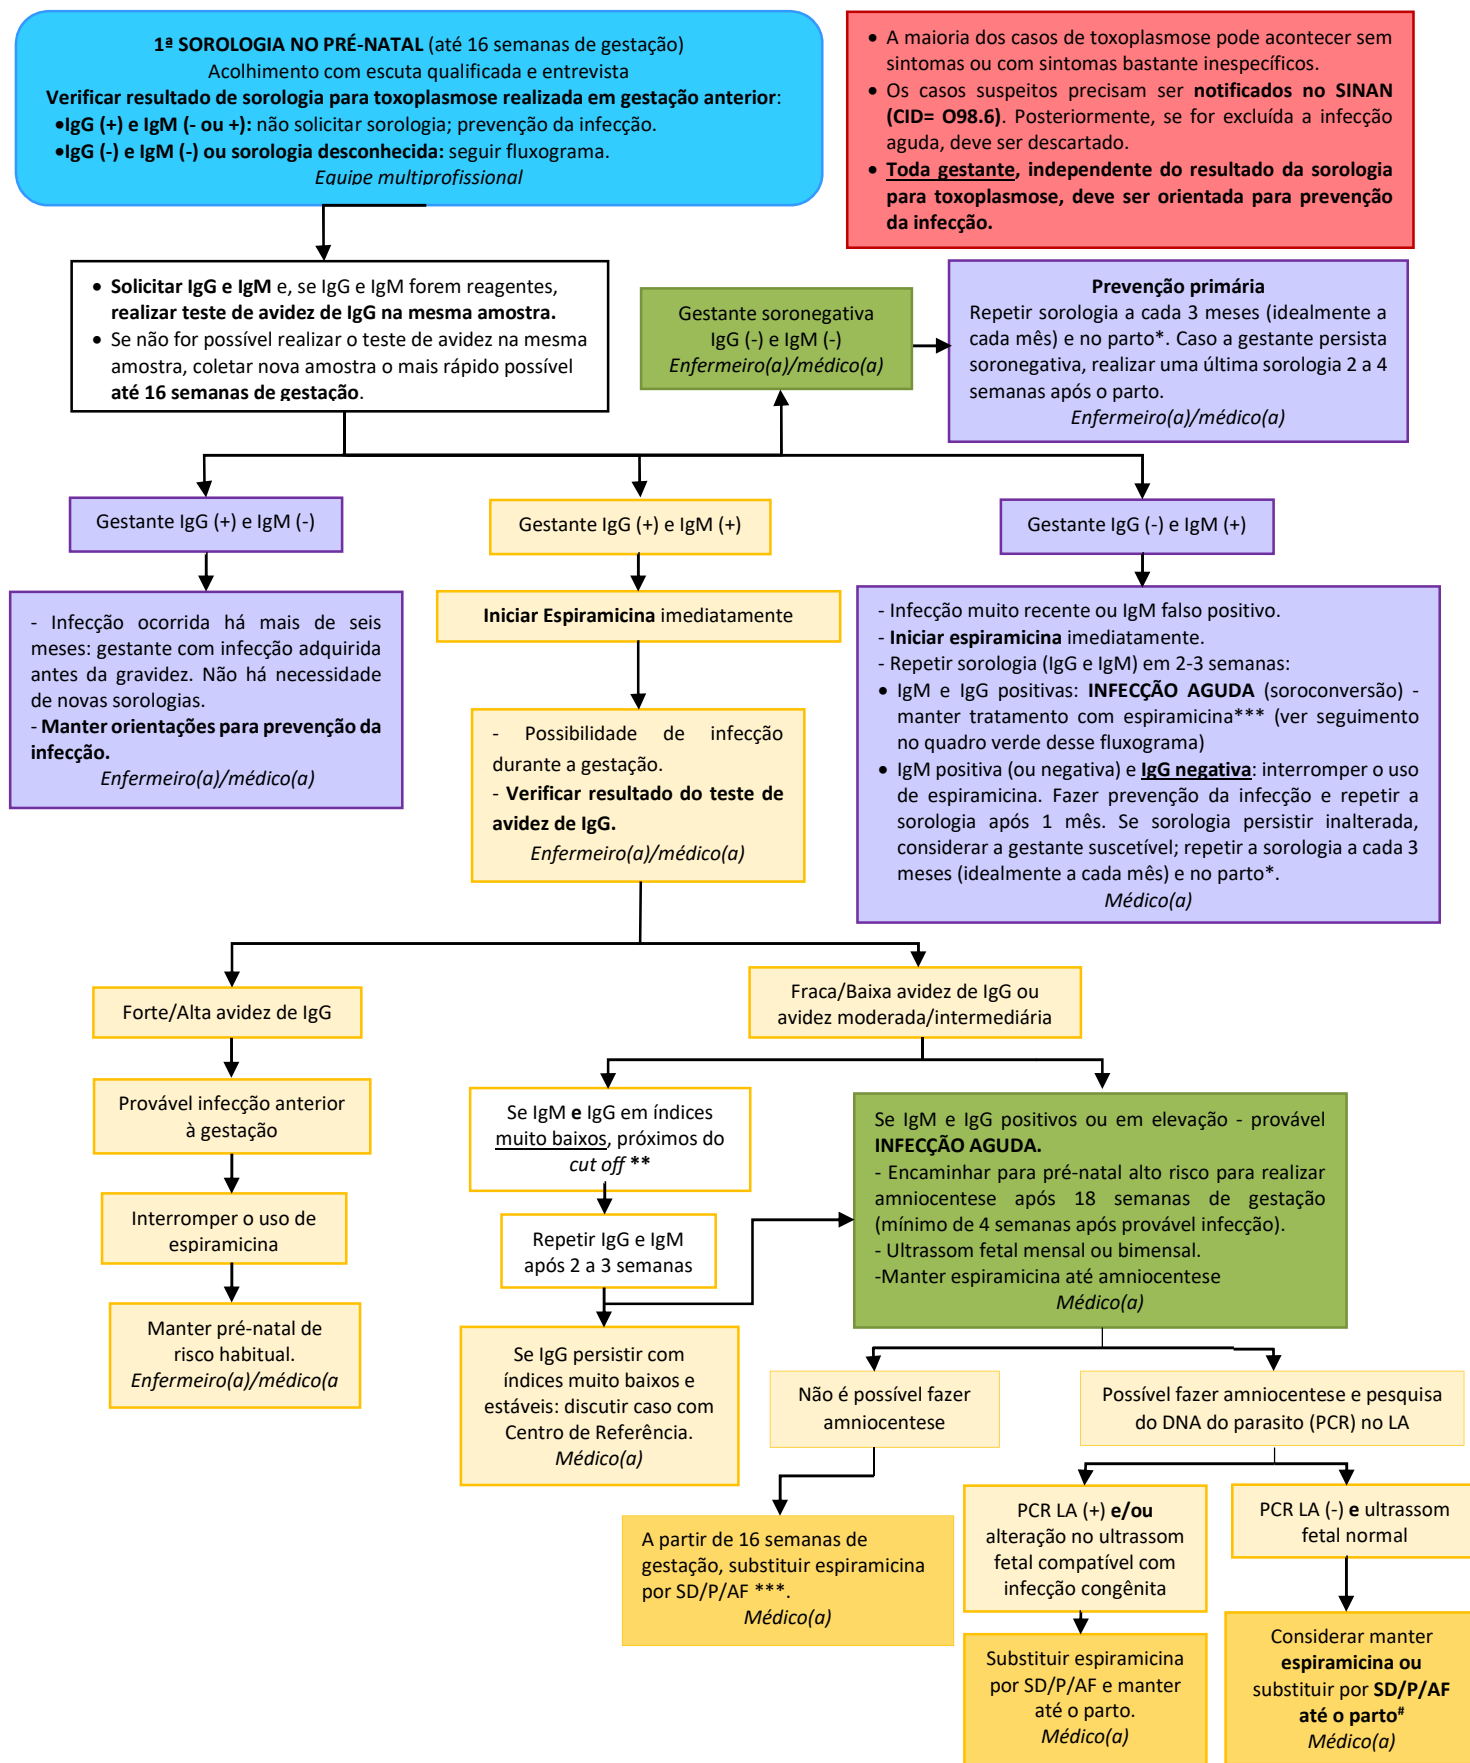 1ª SOROLOGIA NO PRÉ-NATAL (até 16 semanas de gestação)
Acolhimento com escuta qualificada e entrevista
Verificar resultado de sorologia para toxoplasmose realizada em gestação anterior:
•IgG (+) e IgM (- ou +): não solicitar sorologia; prevenção da infecção.
•IgG (-) e IgM (-) ou sorologia desconhecida: seguir fluxograma.
Equipe multiprofissional
• A maioria dos casos de toxoplasmose pode acontecer sem
sintomas ou com sintomas bastante inespecíficos.
• Os casos suspeitos precisam ser notificados no SINAN
(CID= O98.6). Posteriormente, se for excluída a infecção
aguda, deve ser descartado.
• Toda gestante, independente do resultado da sorologia
para toxoplasmose, deve ser orientada para prevenção
da infecção.
• Solicitar IgG e IgM e, se IgG e IgM forem reagentes,
realizar teste de avidez de IgG na mesma amostra.
• Se não for possível realizar o teste de avidez na mesma
amostra, coletar nova amostra o mais rápido possível
até 16 semanas de gestação.
Gestante soronegativa
IgG (-) e IgM (-)
Enfermeiro(a)/médico(a)
Prevenção primária
Repetir sorologia a cada 3 meses (idealmente a
cada mês) e no parto*. Caso a gestante persista
soronegativa, realizar uma última sorologia 2 a 4
semanas após o parto.
Enfermeiro(a)/médico(a)
Gestante IgG (+) e IgM (-)
Gestante IgG (+) e IgM (+)
Gestante IgG (-) e IgM (+)
- Infecção ocorrida há mais de seis
meses: gestante com infecção adquirida
antes da gravidez. Não há necessidade
de novas sorologias.
- Manter orientações para prevenção da
infecção.
Enfermeiro(a)/médico(a)
Iniciar Espiramicina imediatamente
- Possibilidade de infecção
durante a gestação.
- Verificar resultado do teste de
avidez de IgG.
Enfermeiro(a)/médico(a)
- Infecção muito recente ou IgM falso positivo.
- Iniciar espiramicina imediatamente.
- Repetir sorologia (IgG e IgM) em 2-3 semanas:
• IgM e IgG positivas: INFECÇÃO AGUDA (soroconversão) -
manter tratamento com espiramicina*** (ver seguimento
no quadro verde desse fluxograma)
• IgM positiva (ou negativa) e IgG negativa: interromper o uso
de espiramicina. Fazer prevenção da infecção e repetir a
sorologia após 1 mês. Se sorologia persistir inalterada,
considerar a gestante suscetível; repetir a sorologia a cada 3
meses (idealmente a cada mês) e no parto*.
Médico(a)
Forte/Alta avidez de IgG
Provável infecção anterior
à gestação
Interromper o uso de
espiramicina
Manter pré-natal de
risco habitual.
Enfermeiro(a)/médico(a
Fraca/Baixa avidez de IgG ou
avidez moderada/intermediária
Se IgM e IgG em índices
muito baixos, próximos do
cut off **
Repetir IgG e IgM
após 2 a 3 semanas
Se IgG persistir com
índices muito baixos e
estáveis: discutir caso com
Centro de Referência.
Médico(a)
Se IgM e IgG positivos ou em elevação - provável
INFECÇÃO AGUDA.
- Encaminhar para pré-natal alto risco para realizar
amniocentese após 18 semanas de gestação
(mínimo de 4 semanas após provável infecção).
- Ultrassom fetal mensal ou bimensal.
-Manter espiramicina até amniocentese
Médico(a)
Não é possível fazer
amniocentese
Possível fazer amniocentese e pesquisa
do DNA do parasito (PCR) no LA
A partir de 16 semanas de
gestação, substituir espiramicina
por SD/P/AF ***.
Médico(a)
PCR LA (+) e/ou
alteração no ultrassom
fetal compatível com
infecção congênita
PCR LA (-) e ultrassom
fetal normal
Substituir espiramicina
por SD/P/AF e manter
até o parto.
Médico(a)
Considerar manter
espiramicina ou
substituir por SD/P/AF
até o parto#
Médico(a)